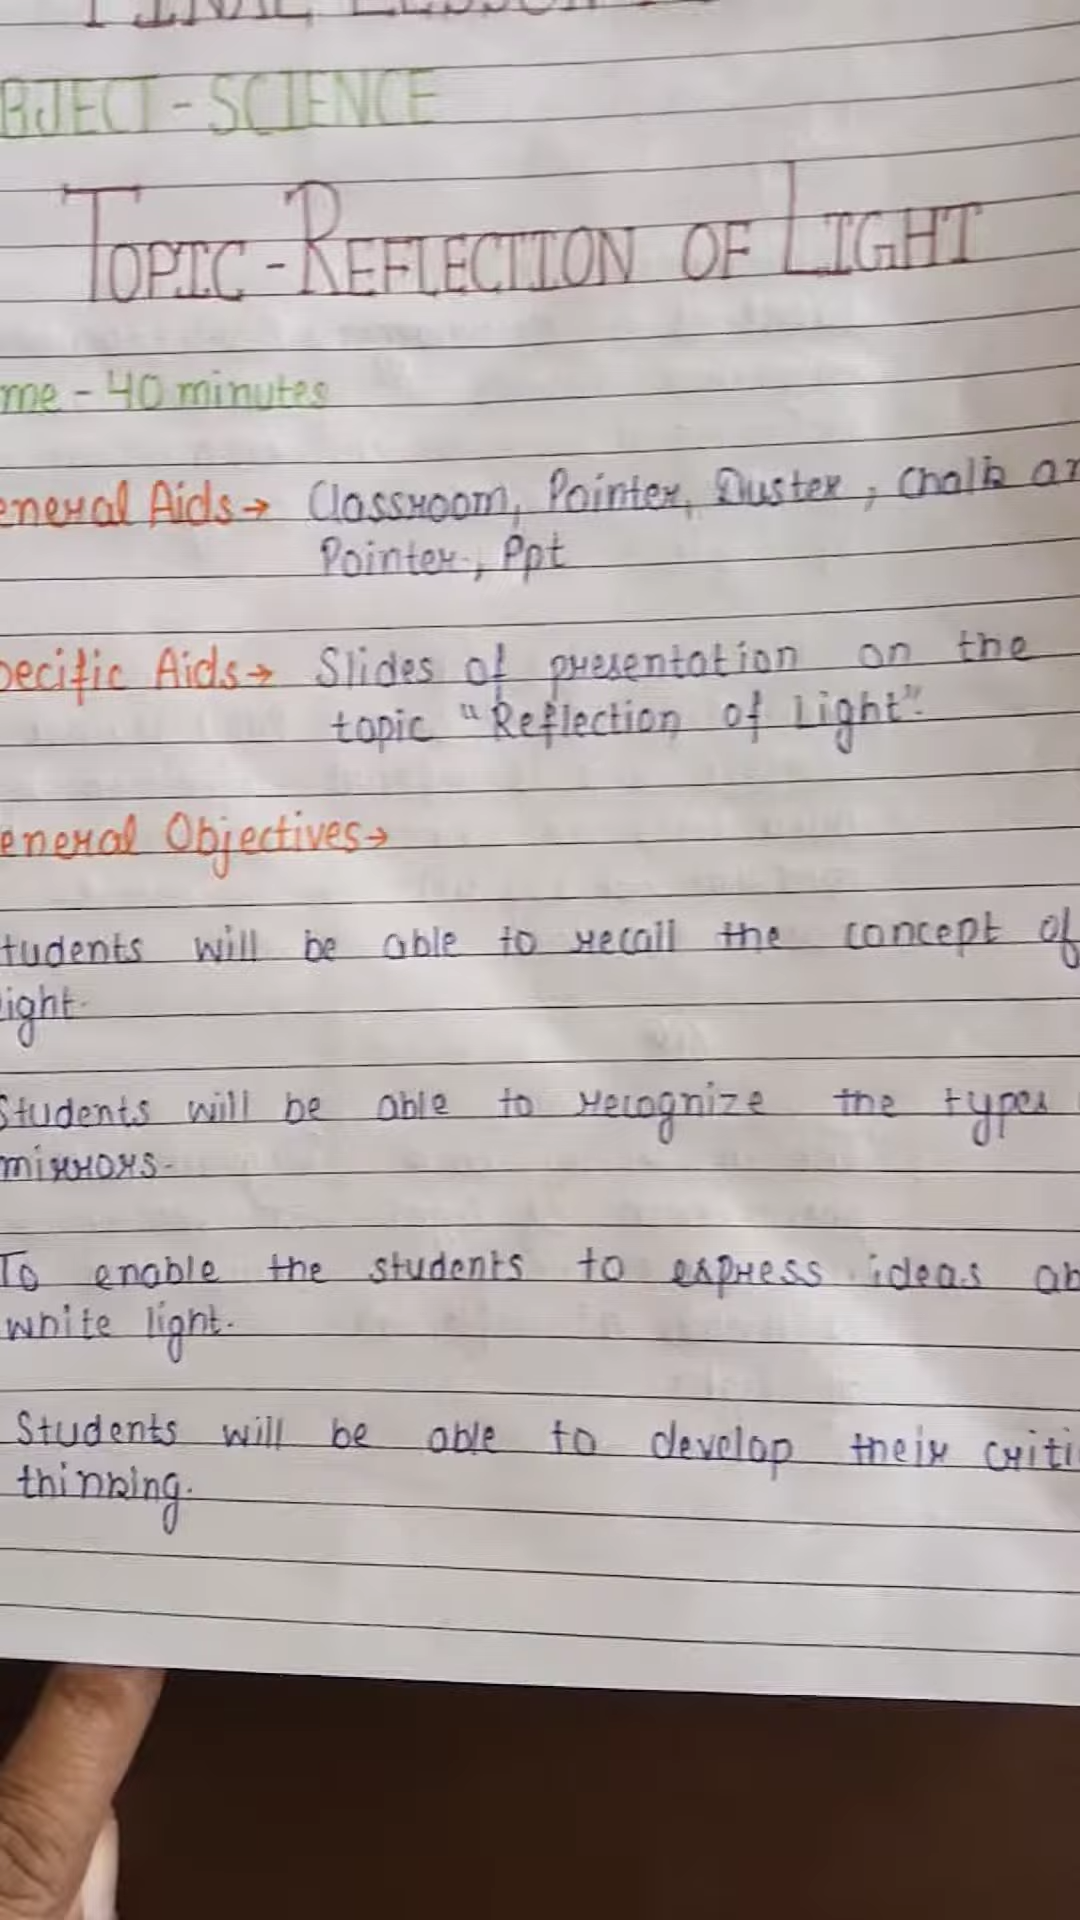 FINAL LESSON
BJECT - SCIENCE
TOPIC - REFLECTION OF LIGHT
me - 40 minutes
eneral Aids → Classroom, Pointer, Duster, Chalk an
Pointer, Ppt
pecific Aids → Slides of presentation on the
topic "Reflection of Light".
eneral Objectives →
tudents will be able to recall the concept of
ight.
Students will be able to recognize the types
mirrors.
To enable the students to express ideas ab
white light.
Students will be able to develop their criti
thinking.